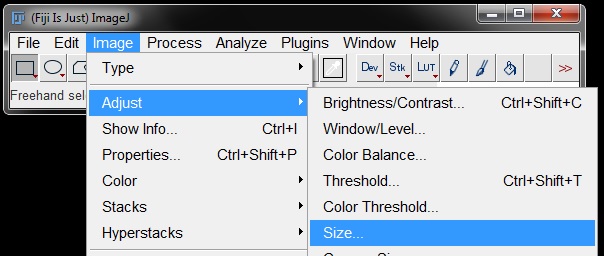 (Fiji Is Just) ImageJ
File Edit Image Process Analyze Plugins Window Help
Dev Stk LUT >>
Freehand sel
Type
Adjust
Show Info... Ctrl+I
Properties... Ctrl+Shift+P
Color
Stacks
Hyperstacks
Brightness/Contrast... Ctrl+Shift+C
Window/Level...
Color Balance...
Threshold... Ctrl+Shift+T
Color Threshold...
Size...